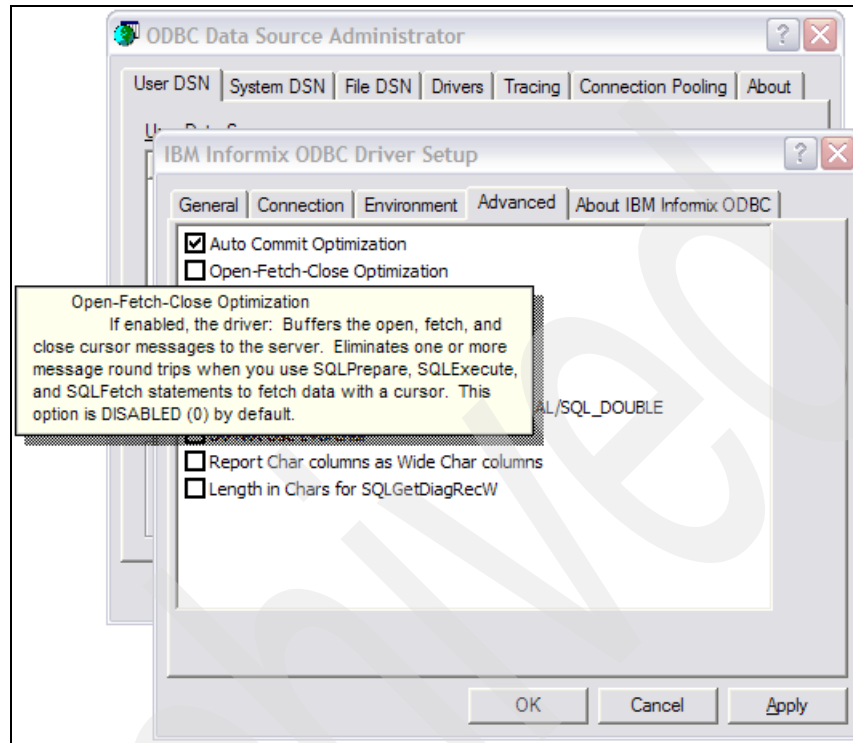 ODBC Data Source Administrator
User DSN System DSN File DSN Drivers Tracing Connection Pooling About
IBM Informix ODBC Driver Setup
General Connection Environment Advanced About IBM Informix ODBC
Auto Commit Optimization
Open-Fetch-Close Optimization
Open-Fetch-Close Optimization
If enabled, the driver: Buffers the open, fetch, and
close cursor messages to the server. Eliminates one or more
message round trips when you use SQLPrepare, SQLExecute,
and SQLFetch statements to fetch data with a cursor. This
option is DISABLED (0) by default.
AL/SQL_DOUBLE
Report Char columns as Wide Char columns
Length in Chars for SQLGetDiagRecW
OK Cancel Apply